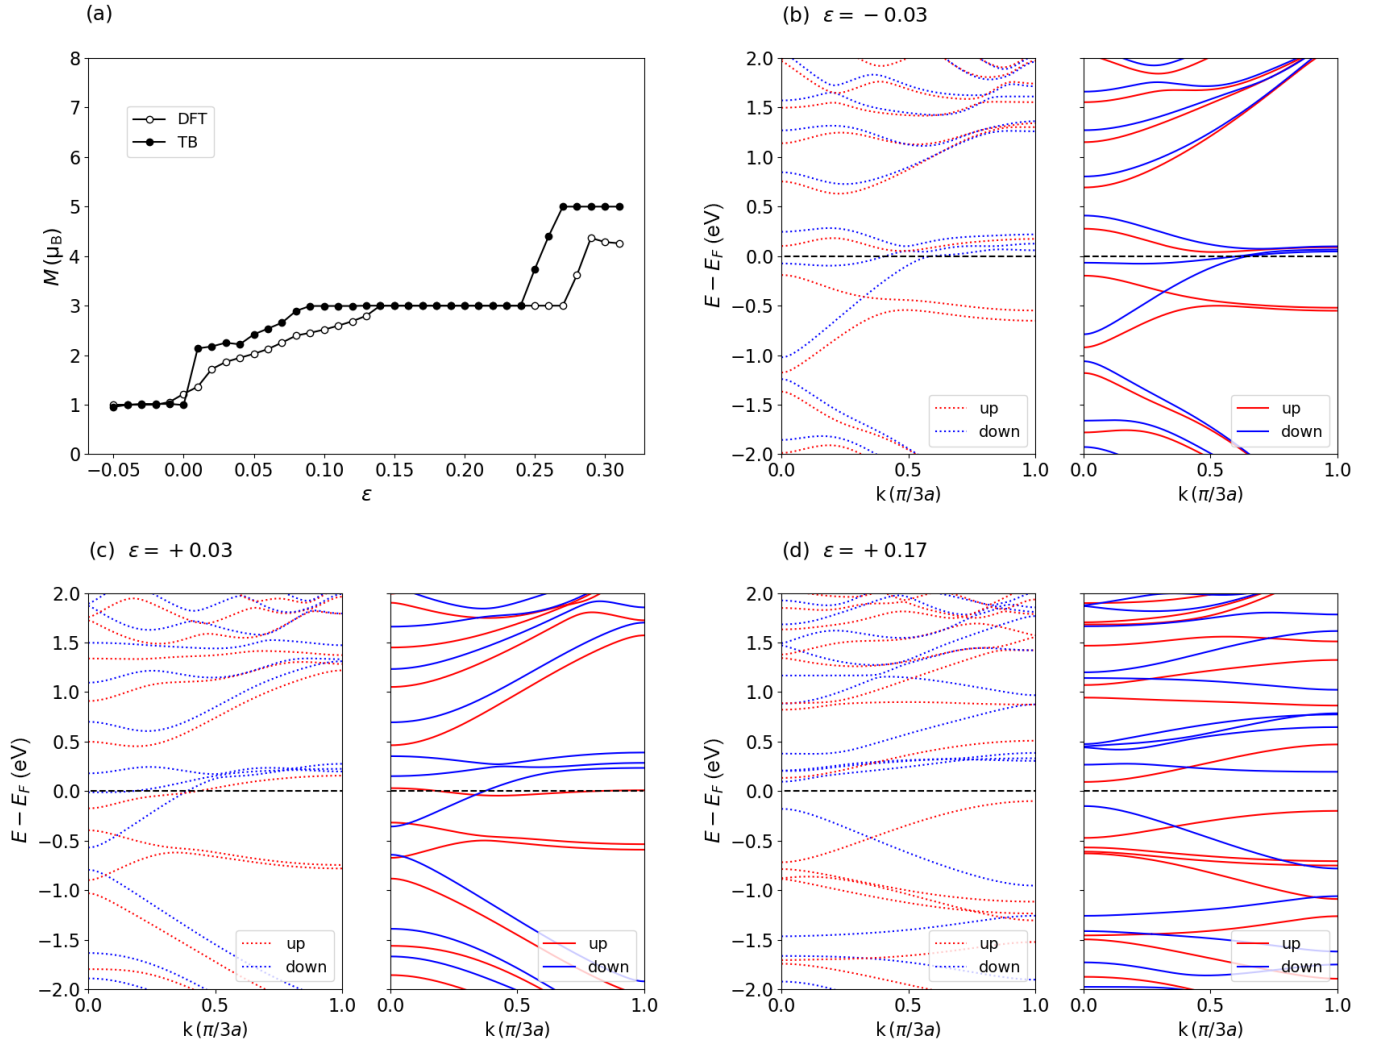 (a)
8
7
6
5
4
3
2
1
0
M (μB)
DFT
TB
−0.05 0.00 0.05 0.10 0.15 0.20 0.25 0.30
ε
(b) ε = −0.03
2.0
1.5
1.0
0.5
0.0
−0.5
−1.0
−1.5
−2.0
E − EF (eV)
up
down
0.0 0.5 1.0
k (π/3a)
up
down
0.0 0.5 1.0
k (π/3a)
(c) ε = +0.03
2.0
1.5
1.0
0.5
0.0
−0.5
−1.0
−1.5
−2.0
E − EF (eV)
up
down
0.0 0.5 1.0
k (π/3a)
up
down
0.0 0.5 1.0
k (π/3a)
(d) ε = +0.17
2.0
1.5
1.0
0.5
0.0
−0.5
−1.0
−1.5
−2.0
E − EF (eV)
up
down
0.0 0.5 1.0
k (π/3a)
up
down
0.0 0.5 1.0
k (π/3a)